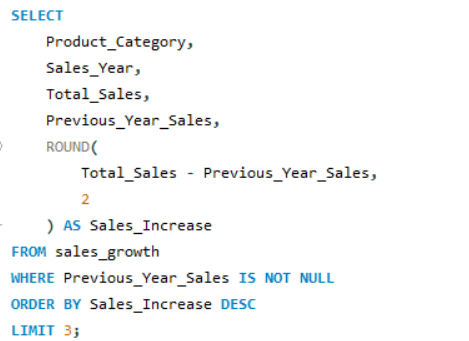 SELECT
Product_Category,
Sales_Year,
Total_Sales,
Previous_Year_Sales,
ROUND(
Total_Sales - Previous_Year_Sales,
2
) AS Sales_Increase
FROM sales_growth
WHERE Previous_Year_Sales IS NOT NULL
ORDER BY Sales_Increase DESC
LIMIT 3;